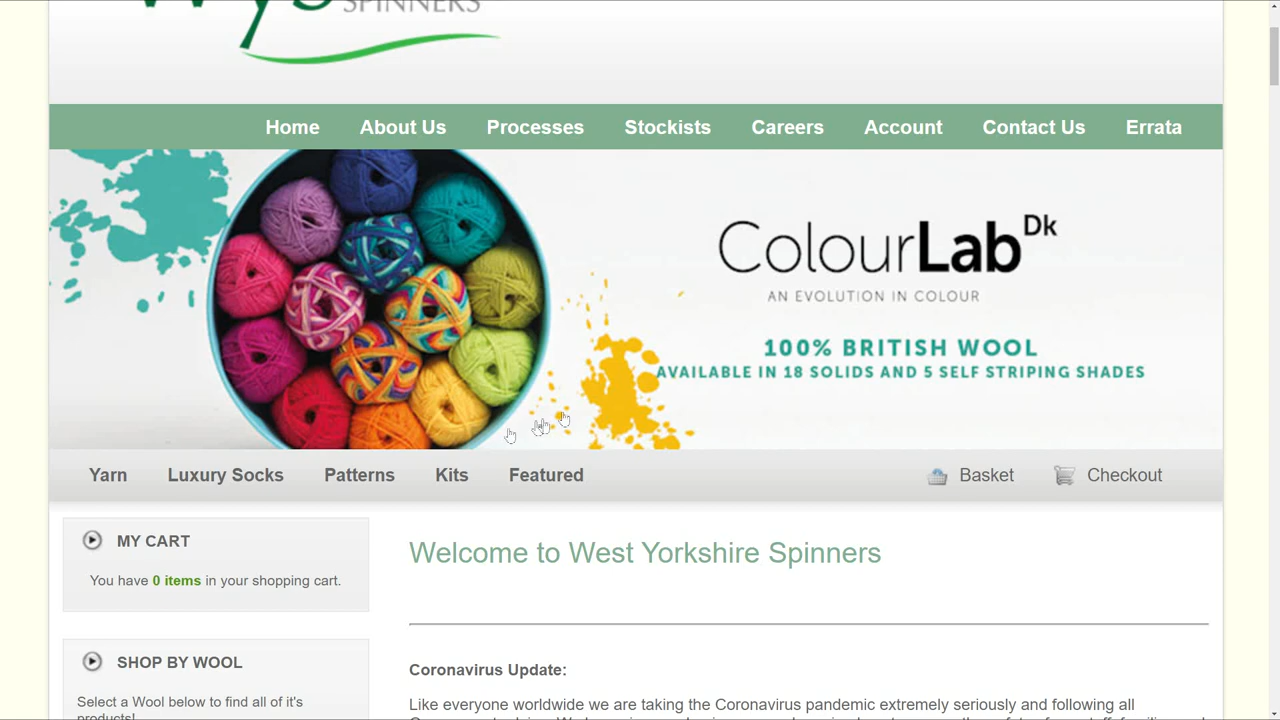 SPINNERS
Home About Us Processes Stockists Careers Account Contact Us Errata
ColourLab Dk
AN EVOLUTION IN COLOUR
100% BRITISH WOOL
AVAILABLE IN 18 SOLIDS AND 5 SELF STRIPING SHADES
Yarn Luxury Socks Patterns Kits Featured Basket Checkout
MY CART
You have 0 items in your shopping cart.
SHOP BY WOOL
Select a Wool below to find all of it's
products!
Welcome to West Yorkshire Spinners
Coronavirus Update:
Like everyone worldwide we are taking the Coronavirus pandemic extremely seriously and following all